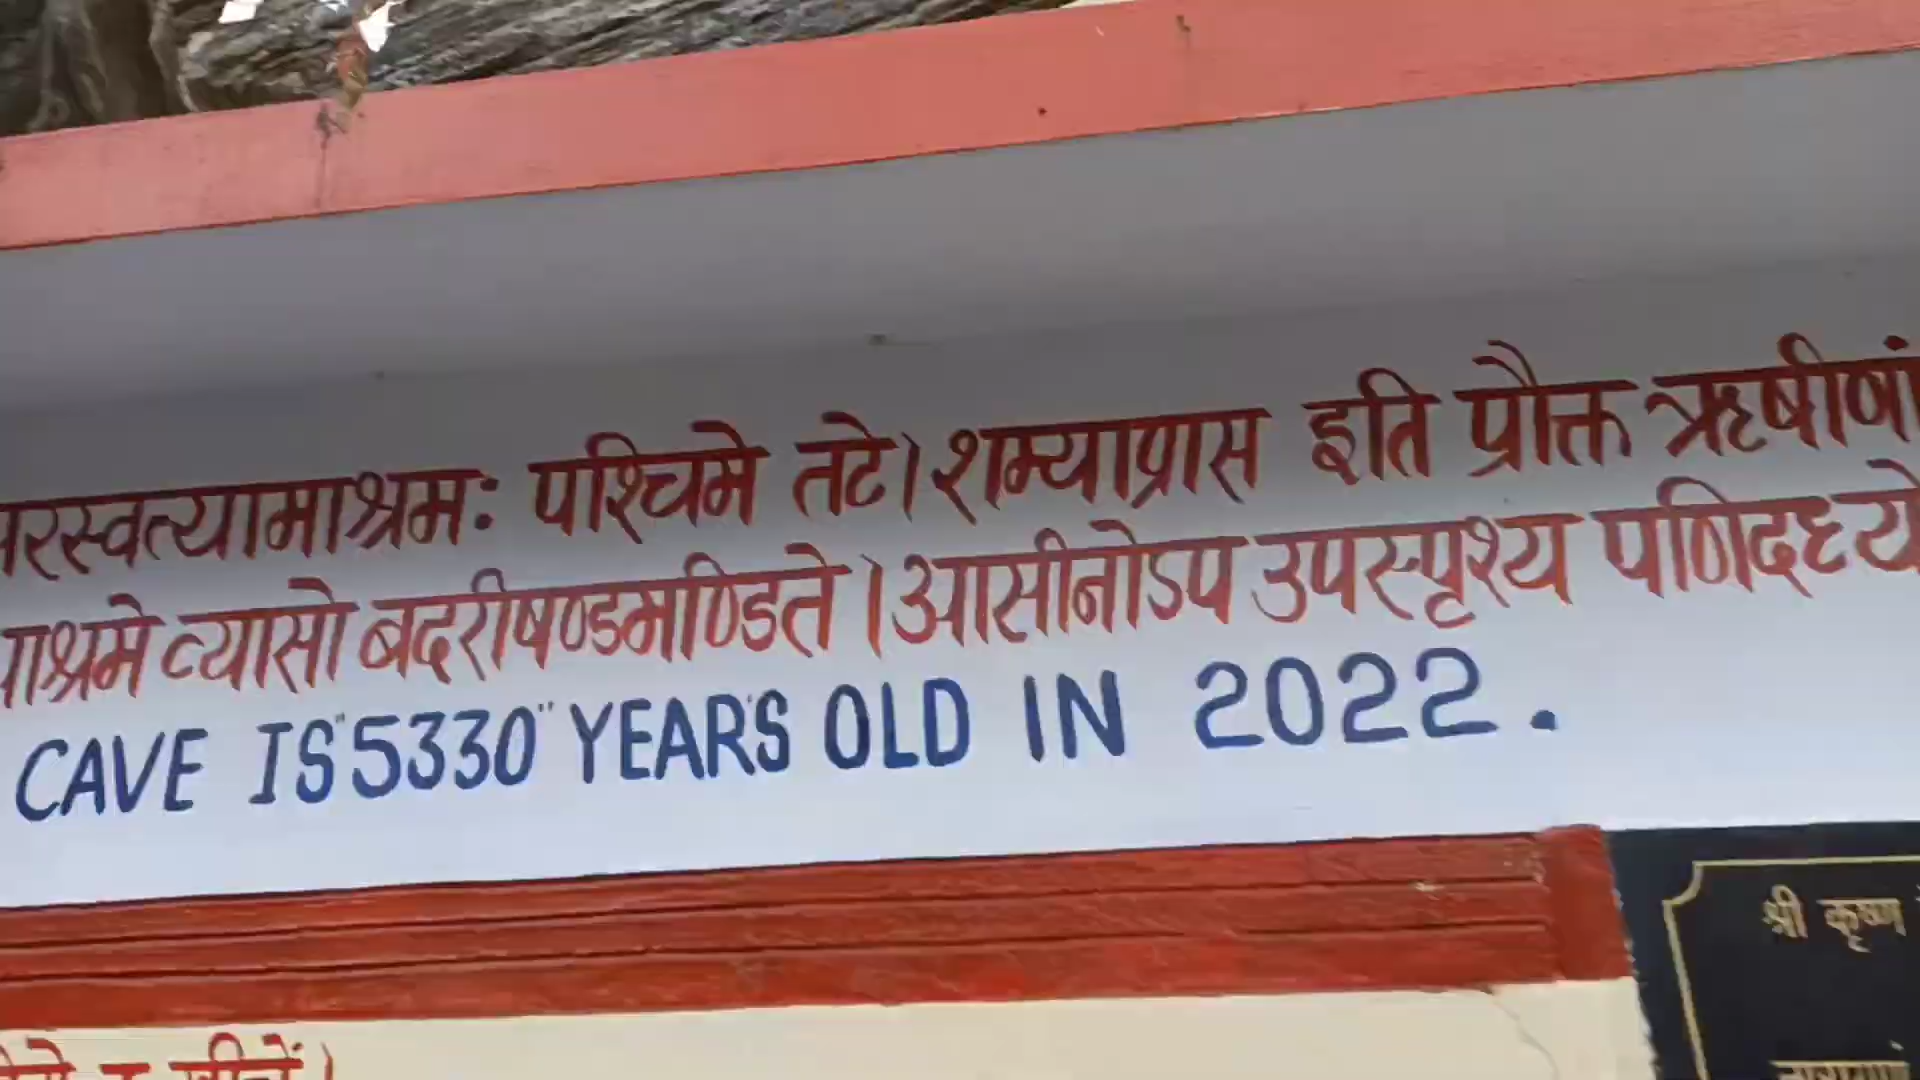 रस्वत्यामाश्रमः पश्चिमे तटे। शम्याप्रास इति प्रौक्त ऋषीणां
श्रमे व्यासो बदरीषण्डमण्डिते। आसीनोऽप उपस्पृश्य पणिदध्ये
CAVE IS "5330" YEARS OLD IN 2022.
श्री कृष्ण